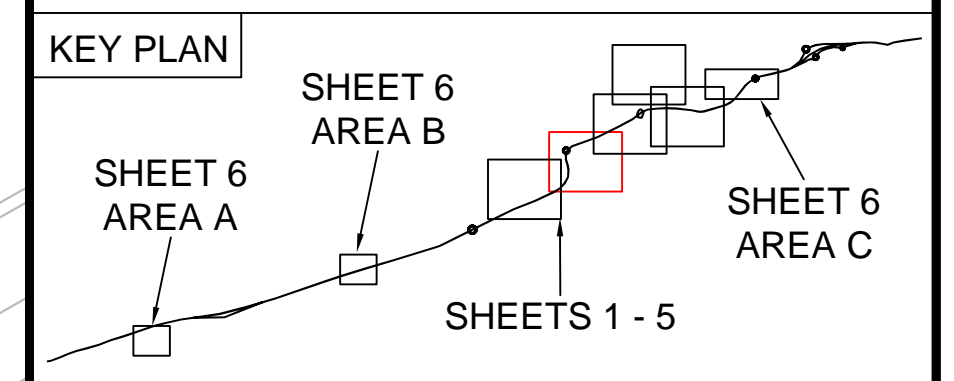 KEY PLAN
SHEET 6
AREA B
SHEET 6
AREA A
SHEET 6
AREA C
SHEETS 1 - 5